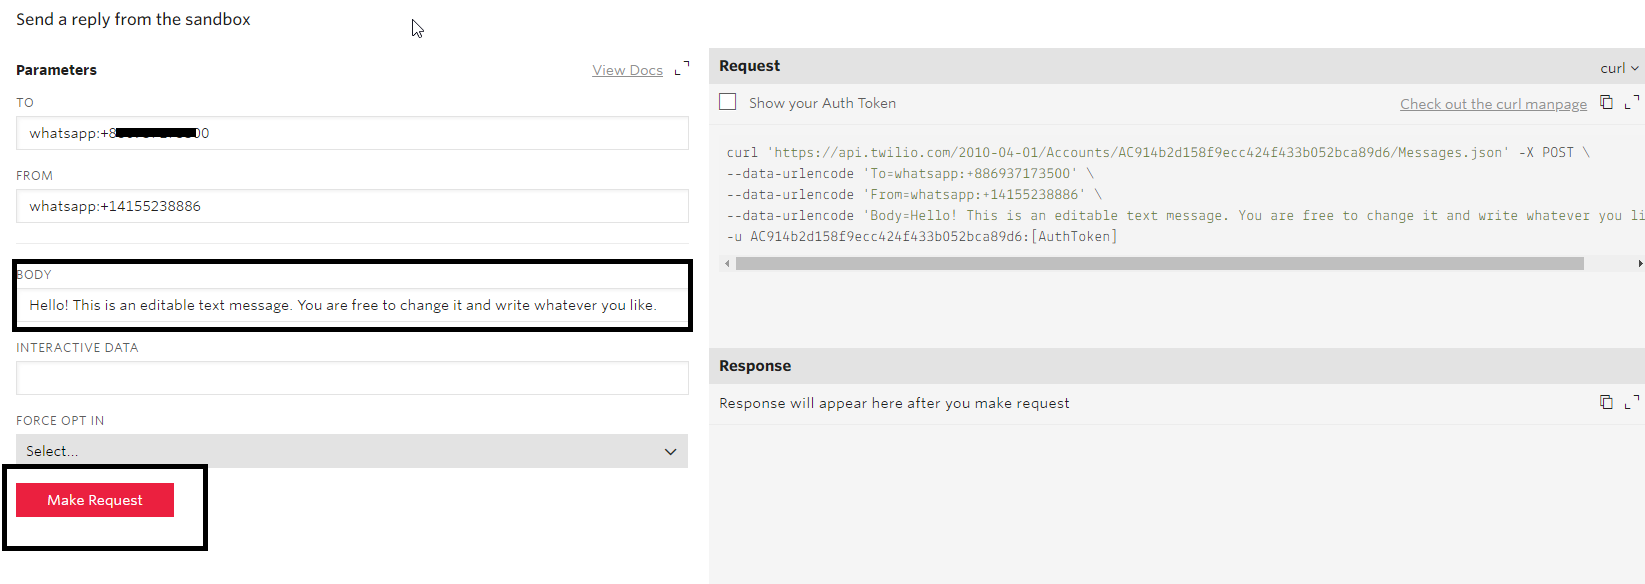 Send a reply from the sandbox
Parameters
View Docs
TO
whatsapp:+8 00
FROM
whatsapp:+14155238886
BODY
Hello! This is an editable text message. You are free to change it and write whatever you like.
INTERACTIVE DATA
FORCE OPT IN
Select...
Make Request
Request
curl
Show your Auth Token
Check out the curl manpage
curl 'https://api.twilio.com/2010-04-01/Accounts/AC914b2d158f9ecc424f433b052bca89d6/Messages.json' -X POST \
--data-urlencode 'To=whatsapp:+886937173500' \
--data-urlencode 'From=whatsapp:+14155238886' \
--data-urlencode 'Body=Hello! This is an editable text message. You are free to change it and write whatever you li
-u AC914b2d158f9ecc424f433b052bca89d6:[AuthToken]
Response
Response will appear here after you make request